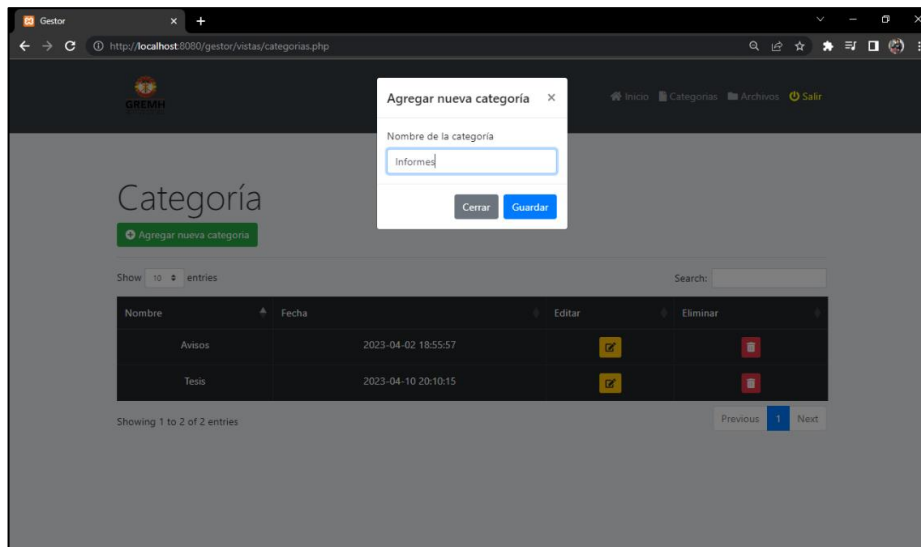 Gestor
http://localhost:8080/gestor/vistas/categorias.php
GREMH
Inicio Categorias Archivos Salir
Agregar nueva categoría ×
Nombre de la categoría
Informes
Cerrar Guardar
Categoría
Agregar nueva categoria
Show 10 entries Search:
Nombre Fecha Editar Eliminar
Avisos 2023-04-02 18:55:57
Tesis 2023-04-10 20:10:15
Showing 1 to 2 of 2 entries Previous 1 Next